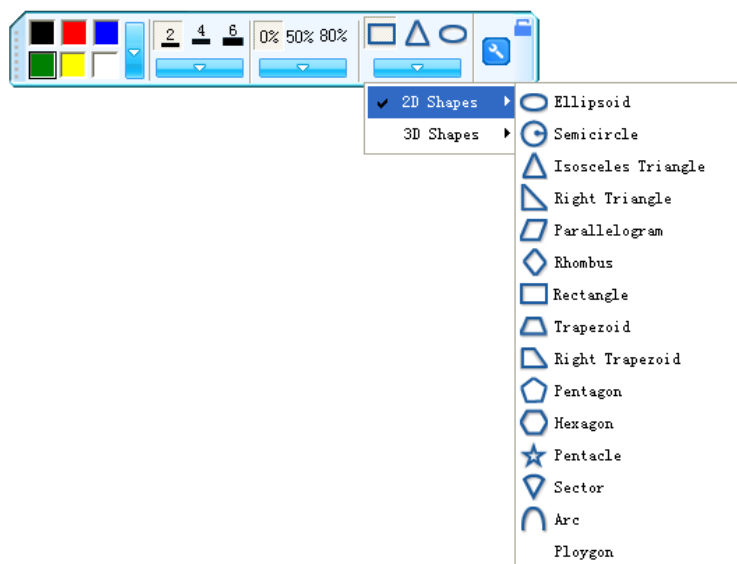 2 4 6 0% 50% 80%
2D Shapes
3D Shapes
Ellipsoid
Semicircle
Isosceles Triangle
Right Triangle
Parallelogram
Rhombus
Rectangle
Trapezoid
Right Trapezoid
Pentagon
Hexagon
Pentacle
Sector
Arc
Ploygon